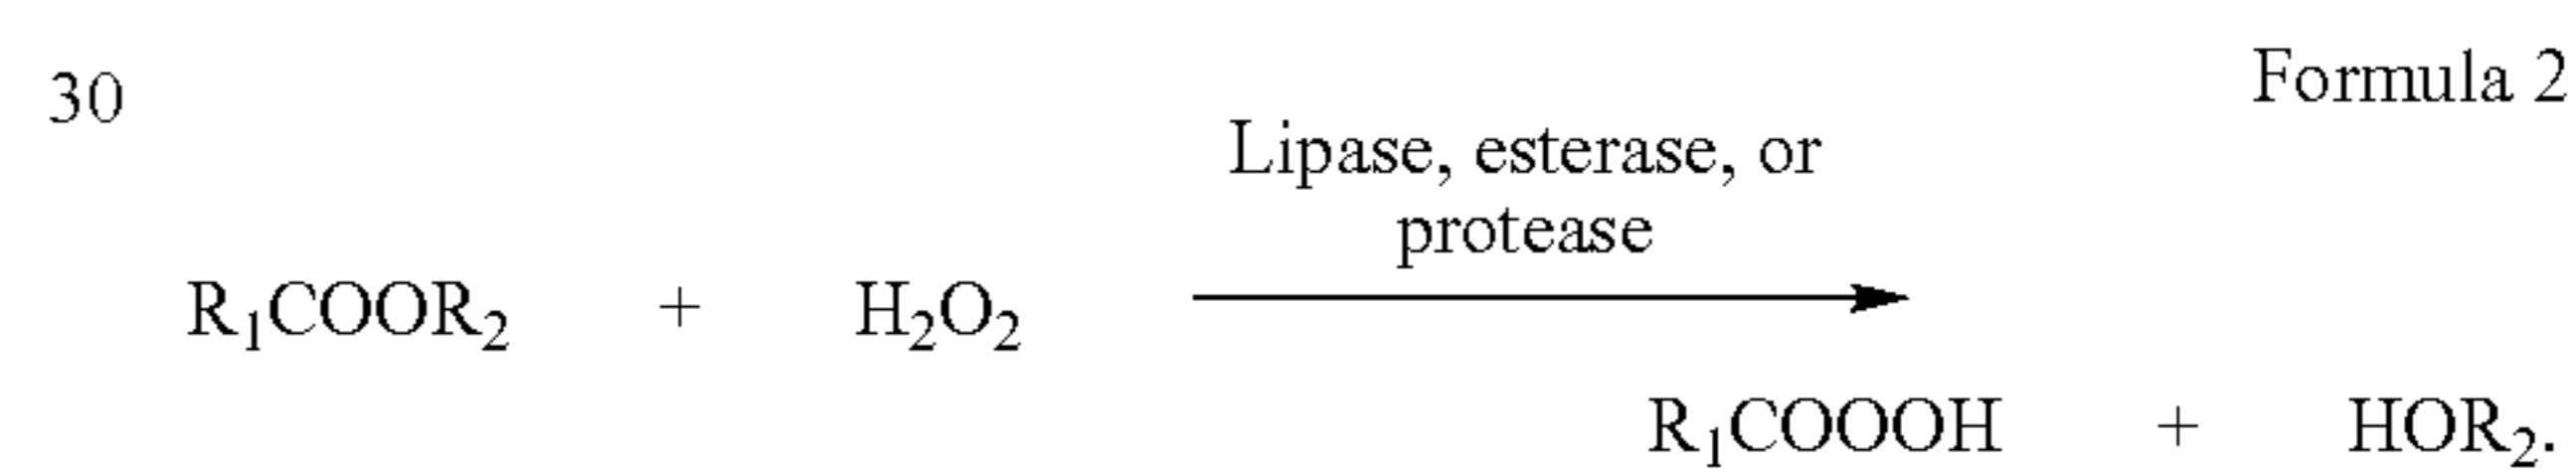 30 Formula 2
Lipase, esterase, or
protease
R₁COOR₂ + H₂O₂
R₁COOOH + HOR₂.